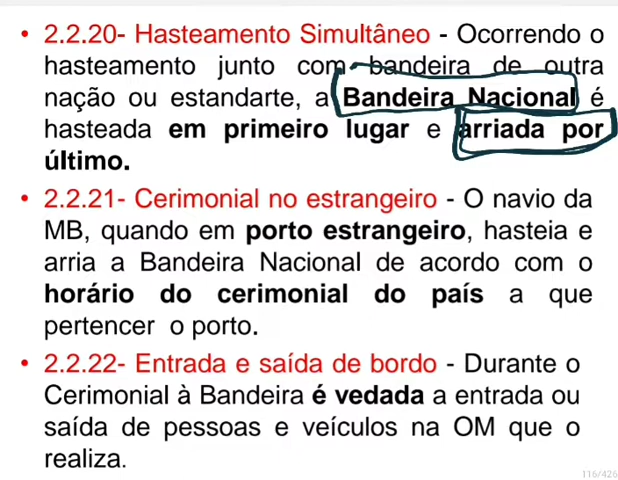 • 2.2.20- Hasteamento Simultâneo - Ocorrendo o
hasteamento junto com bandeira de outra
nação ou estandarte, a Bandeira Nacional é
hasteada em primeiro lugar e arriada por
último.
• 2.2.21- Cerimonial no estrangeiro - O navio da
MB, quando em porto estrangeiro, hasteia e
arria a Bandeira Nacional de acordo com o
horário do cerimonial do país a que
pertencer o porto.
• 2.2.22- Entrada e saída de bordo - Durante o
Cerimonial à Bandeira é vedada a entrada ou
saída de pessoas e veículos na OM que o
realiza.
116/426